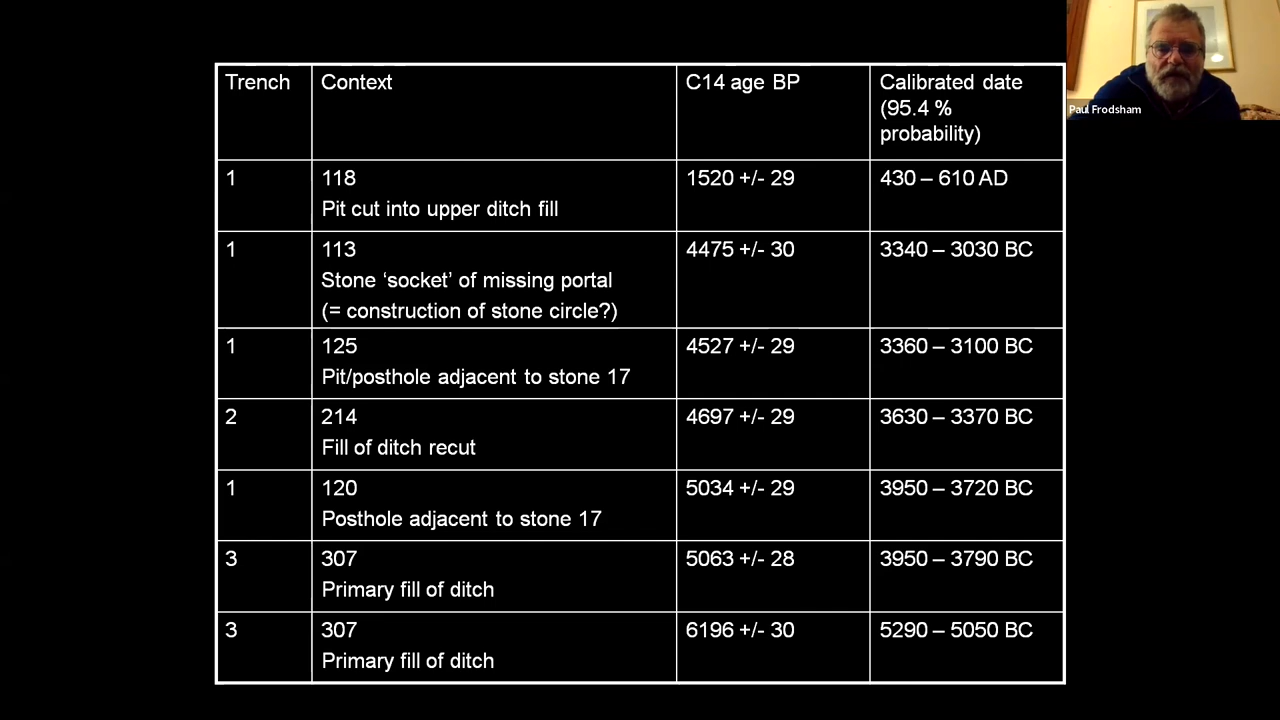 Trench Context C14 age BP Calibrated date
(95.4 %
probability)
1 118 1520 +/- 29 430 – 610 AD
Pit cut into upper ditch fill
1 113 4475 +/- 30 3340 – 3030 BC
Stone ‘socket’ of missing portal
(= construction of stone circle?)
1 125 4527 +/- 29 3360 – 3100 BC
Pit/posthole adjacent to stone 17
2 214 4697 +/- 29 3630 – 3370 BC
Fill of ditch recut
1 120 5034 +/- 29 3950 – 3720 BC
Posthole adjacent to stone 17
3 307 5063 +/- 28 3950 – 3790 BC
Primary fill of ditch
3 307 6196 +/- 30 5290 – 5050 BC
Primary fill of ditch
Paul Frodsham